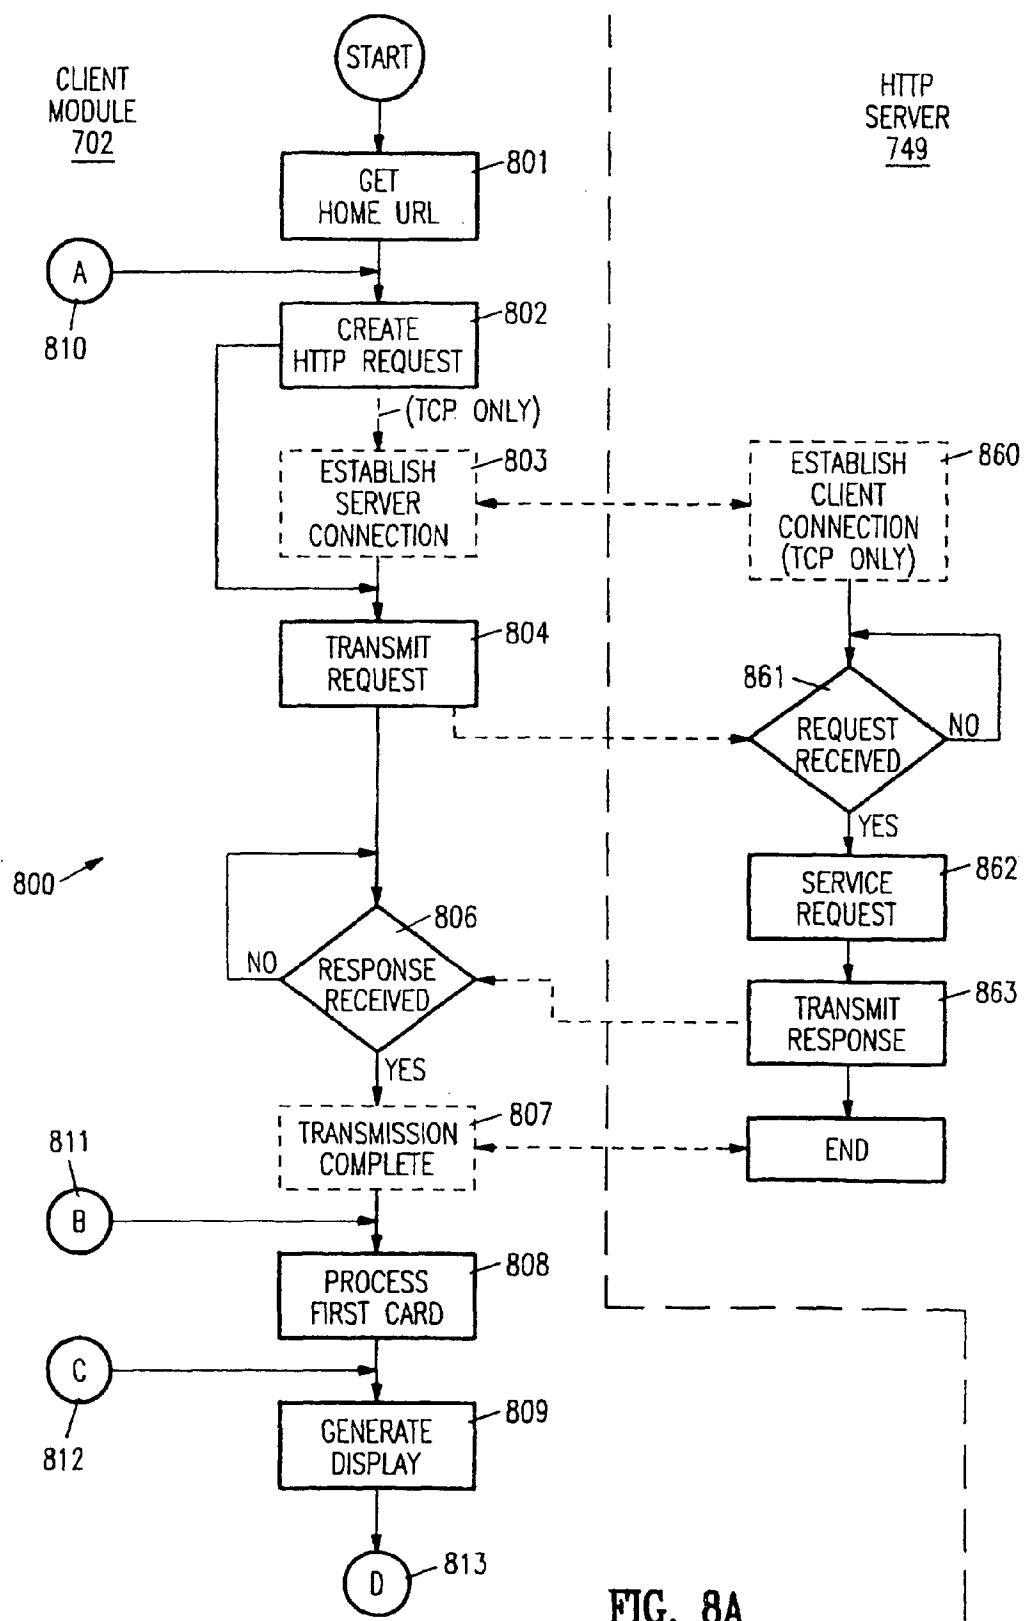 START
CLIENT
MODULE
702
HTTP
SERVER
749
801
GET
HOME URL
A
810
802
CREATE
HTTP REQUEST
(TCP ONLY)
803
ESTABLISH
SERVER
CONNECTION
860
ESTABLISH
CLIENT
CONNECTION
(TCP ONLY)
804
TRANSMIT
REQUEST
861
REQUEST
RECEIVED
NO
YES
862
SERVICE
REQUEST
800
806
RESPONSE
RECEIVED
NO
YES
863
TRANSMIT
RESPONSE
807
TRANSMISSION
COMPLETE
END
811
B
808
PROCESS
FIRST CARD
C
812
809
GENERATE
DISPLAY
D
813
FIG. 8A